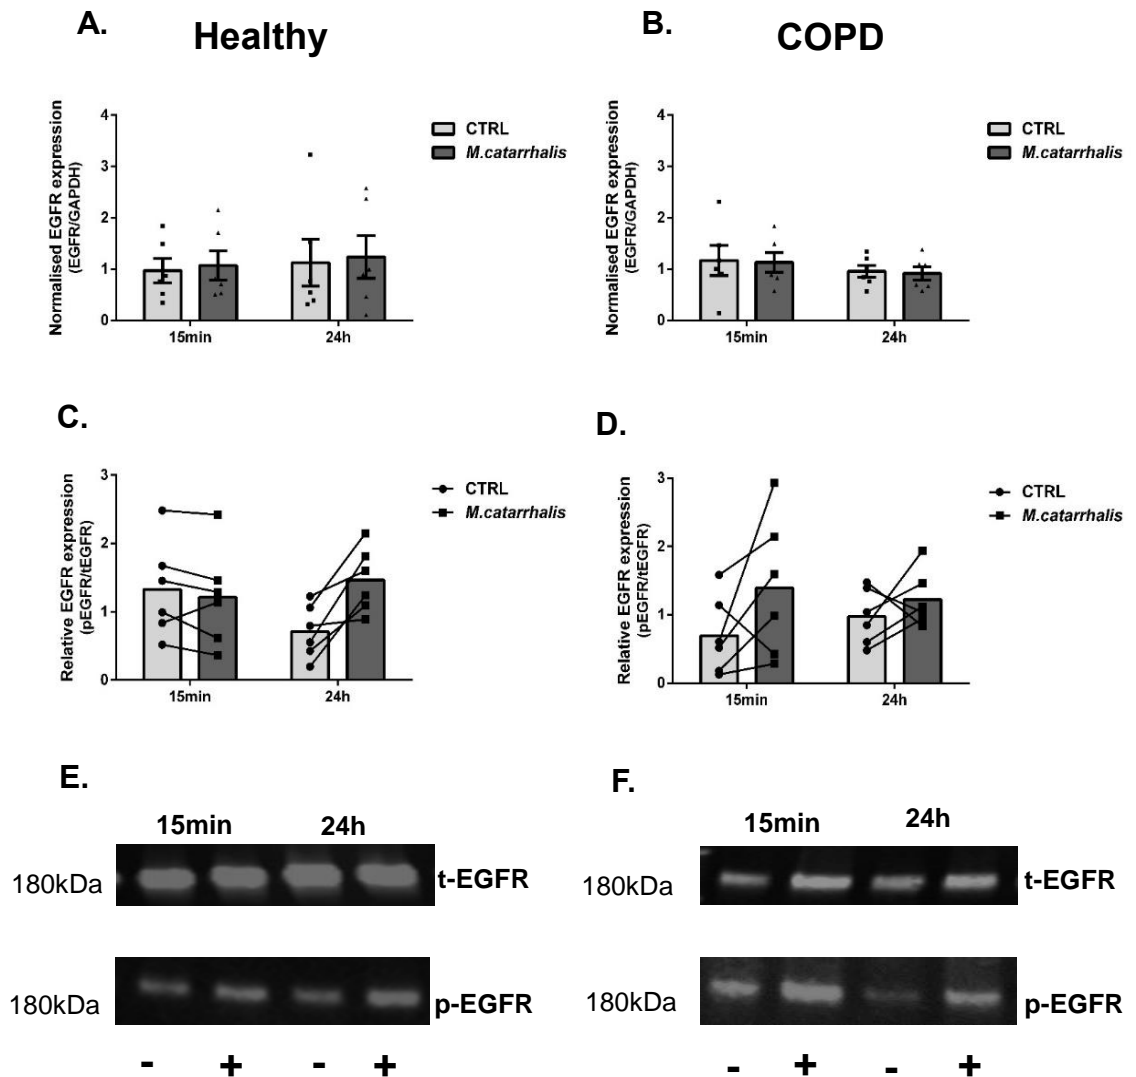 A.
Healthy
B.
COPD
Normalised EGFR expression
(EGFR/GAPDH)
4
3
2
1
0
15min
24h
CTRL
M.catarrhalis
Normalised EGFR expression
(EGFR/GAPDH)
4
3
2
1
0
15min
24h
CTRL
M.catarrhalis
C.
D.
Relative EGFR expression
(pEGFR/tEGFR)
3
2
1
0
15min
24h
CTRL
M.catarrhalis
Relative EGFR expression
(pEGFR/tEGFR)
3
2
1
0
15min
24h
CTRL
M.catarrhalis
E.
15min 24h
180kDa t-EGFR
180kDa p-EGFR
- + - +
F.
15min 24h
180kDa t-EGFR
180kDa p-EGFR
- + - +